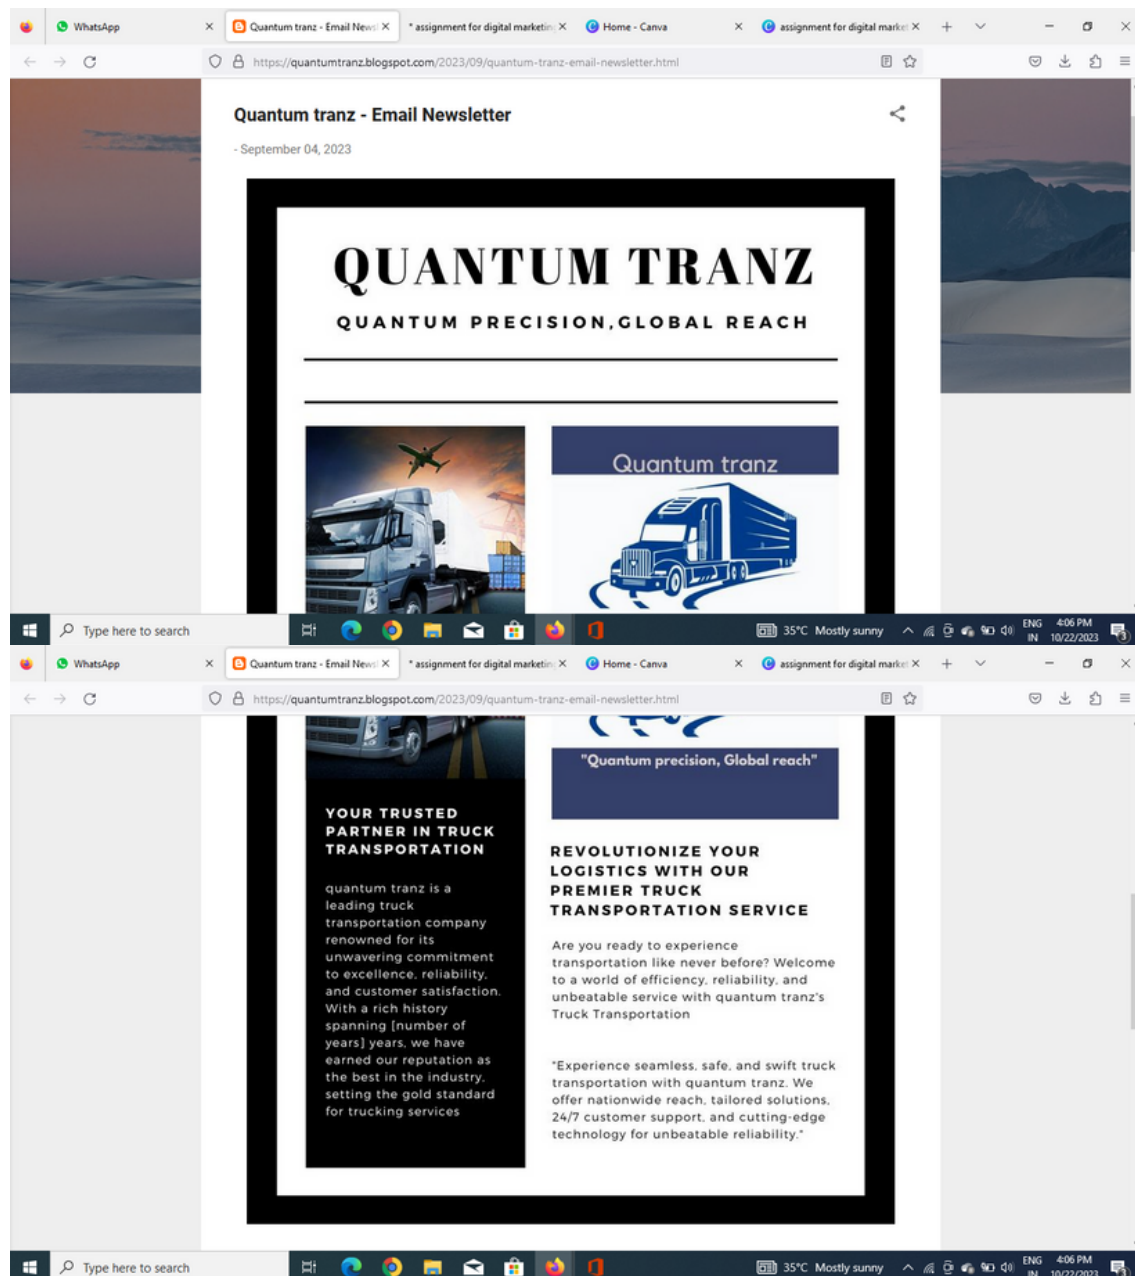 WhatsApp
Quantum tranz - Email News
* assignment for digital marketin
Home - Canva
assignment for digital market
https://quantumtranz.blogspot.com/2023/09/quantum-tranz-email-newsletter.html
Quantum tranz - Email Newsletter
- September 04, 2023
QUANTUM TRANZ
QUANTUM PRECISION,GLOBAL REACH
Quantum tranz
Type here to search
35°C Mostly sunny
ENG
IN
4:06 PM
10/22/2023
WhatsApp
Quantum tranz - Email News
* assignment for digital marketin
Home - Canva
assignment for digital market
https://quantumtranz.blogspot.com/2023/09/quantum-tranz-email-newsletter.html
"Quantum precision, Global reach"
YOUR TRUSTED
PARTNER IN TRUCK
TRANSPORTATION
quantum tranz is a
leading truck
transportation company
renowned for its
unwavering commitment
to excellence, reliability,
and customer satisfaction.
With a rich history
spanning [number of
years] years, we have
earned our reputation as
the best in the industry,
setting the gold standard
for trucking services
REVOLUTIONIZE YOUR
LOGISTICS WITH OUR
PREMIER TRUCK
TRANSPORTATION SERVICE
Are you ready to experience
transportation like never before? Welcome
to a world of efficiency, reliability, and
unbeatable service with quantum tranz's
Truck Transportation
"Experience seamless, safe, and swift truck
transportation with quantum tranz. We
offer nationwide reach, tailored solutions,
24/7 customer support, and cutting-edge
technology for unbeatable reliability."
Type here to search
35°C Mostly sunny
ENG
IN
4:06 PM
10/22/2023